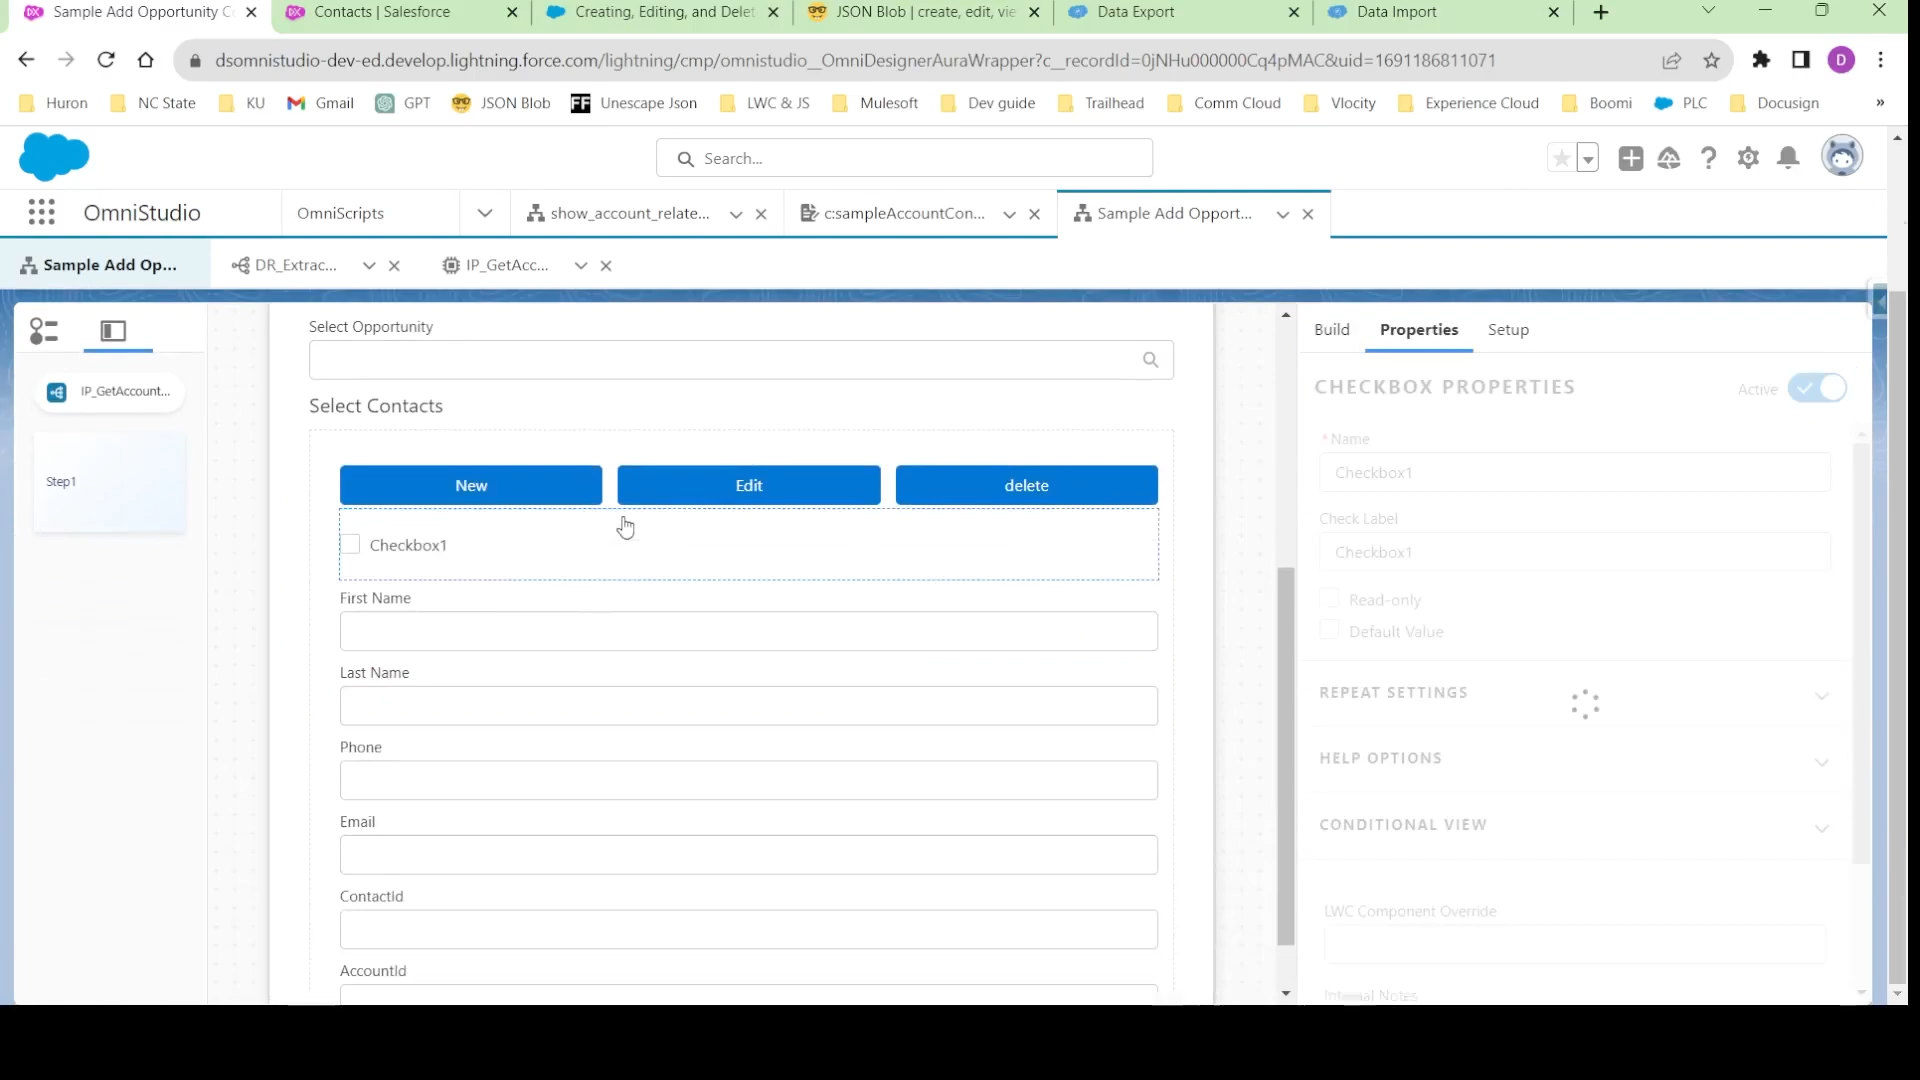 Sample Add Opportunity C
Contacts | Salesforce
Creating, Editing, and Delet
JSON Blob | create, edit, vie
Data Export
Data Import
dsomnistudio-dev-ed.develop.lightning.force.com/lightning/cmp/omnistudio__OmniDesignerAuraWrapper?c__recordId=0jNHu000000Cq4pMAC&uid=1691186811071
D
Huron
NC State
KU
Gmail
GPT
JSON Blob
FF Unescape Json
LWC & JS
Mulesoft
Dev guide
Trailhead
Comm Cloud
Vlocity
Experience Cloud
Boomi
PLC
Docusign
»
Search...
OmniStudio
OmniScripts
show_account_relate...
c:sampleAccountCon...
Sample Add Opport...
Sample Add Op...
DR_Extrac...
IP_GetAcc...
IP_GetAccount...
Step1
Select Opportunity
Select Contacts
New
Edit
delete
Checkbox1
First Name
Last Name
Phone
Email
ContactId
AccountId
Build
Properties
Setup
CHECKBOX PROPERTIES
Active
* Name
Checkbox1
Check Label
Checkbox1
Read-only
Default Value
REPEAT SETTINGS
HELP OPTIONS
CONDITIONAL VIEW
LWC Component Override
Internal Notes